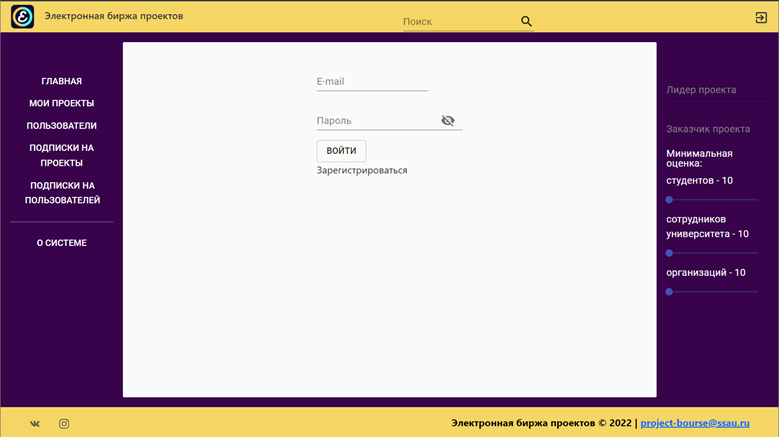 Электронная биржа проектов
Поиск
ГЛАВНАЯ
МОИ ПРОЕКТЫ
ПОЛЬЗОВАТЕЛИ
ПОДПИСКИ НА
ПРОЕКТЫ
ПОДПИСКИ НА
ПОЛЬЗОВАТЕЛЕЙ
О СИСТЕМЕ
E-mail
Пароль
ВОЙТИ
Зарегистрироваться
Лидер проекта
Заказчик проекта
Минимальная
оценка:
студентов - 10
сотрудников
университета - 10
организаций - 10
Электронная биржа проектов © 2022 | project-bourse@ssau.ru